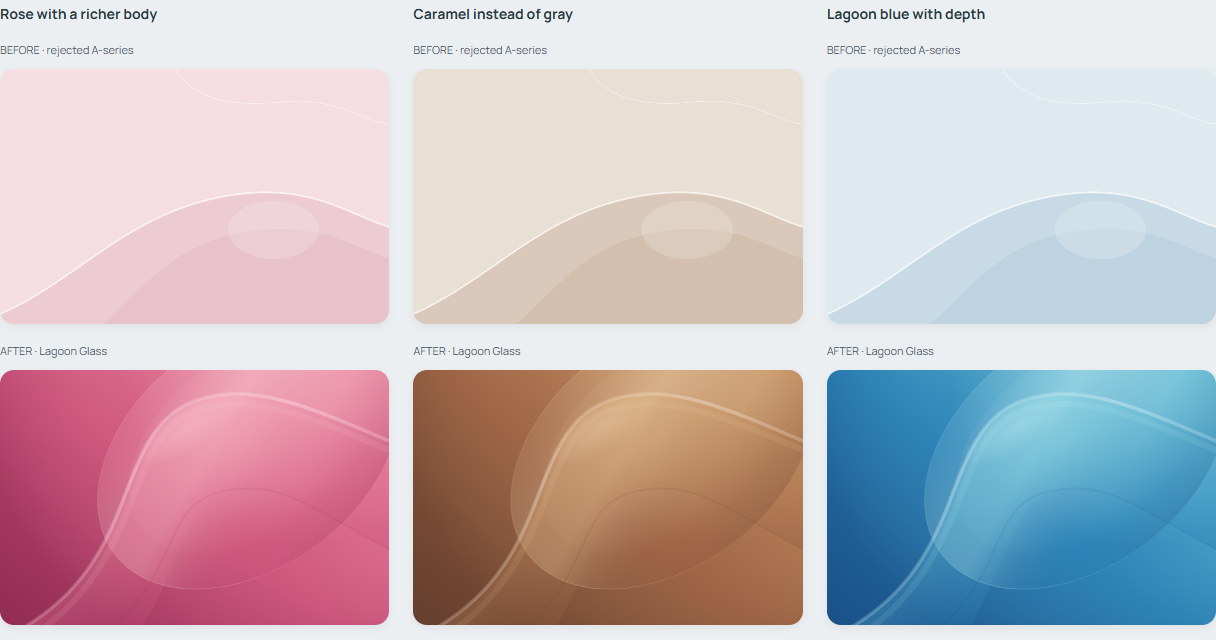 Rose with a richer body
Caramel instead of gray
Lagoon blue with depth
BEFORE · rejected A-series
BEFORE · rejected A-series
BEFORE · rejected A-series
AFTER · Lagoon Glass
AFTER · Lagoon Glass
AFTER · Lagoon Glass